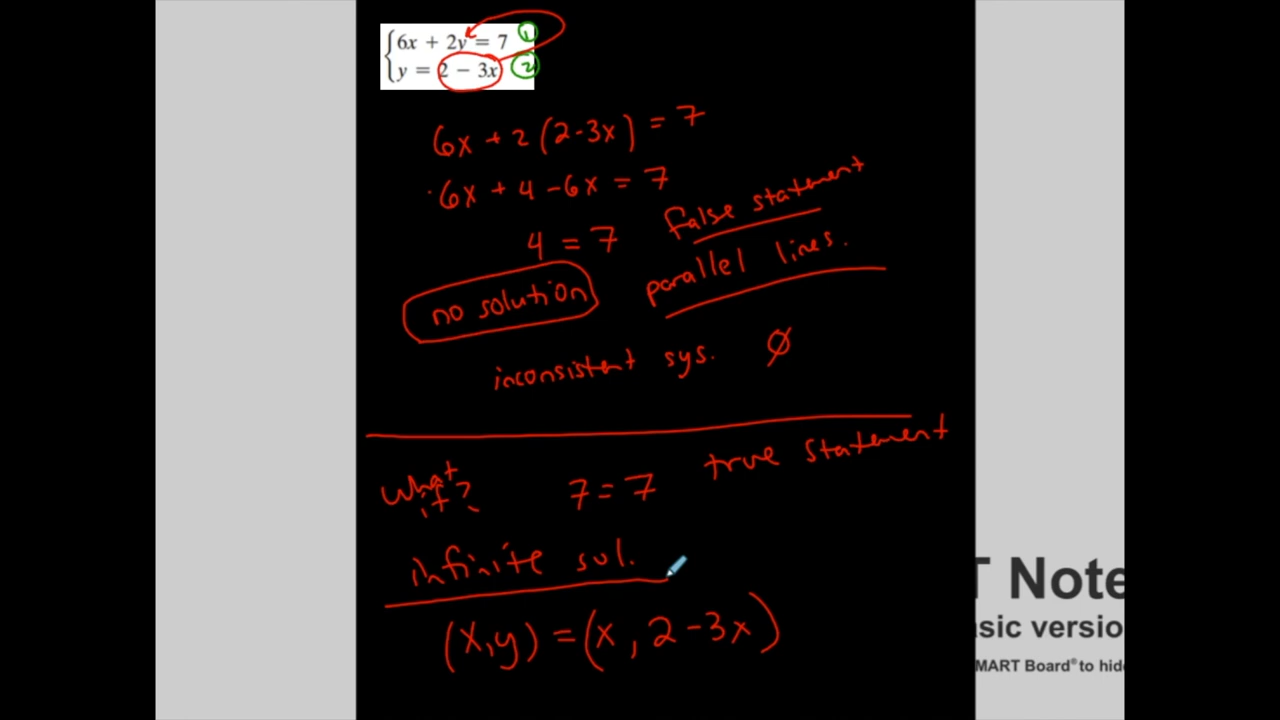 6x + 2y = 7 1
y = 2 − 3x 2
6x + 2 (2-3x) = 7
6x + 4 - 6x = 7
4 = 7 false statement
no solution parallel lines.
inconsistent sys. ∅
What if? 7 = 7 true statement
infinite sol.
(x,y) = (x, 2-3x)
T Note
asic versio
MART Board® to hid